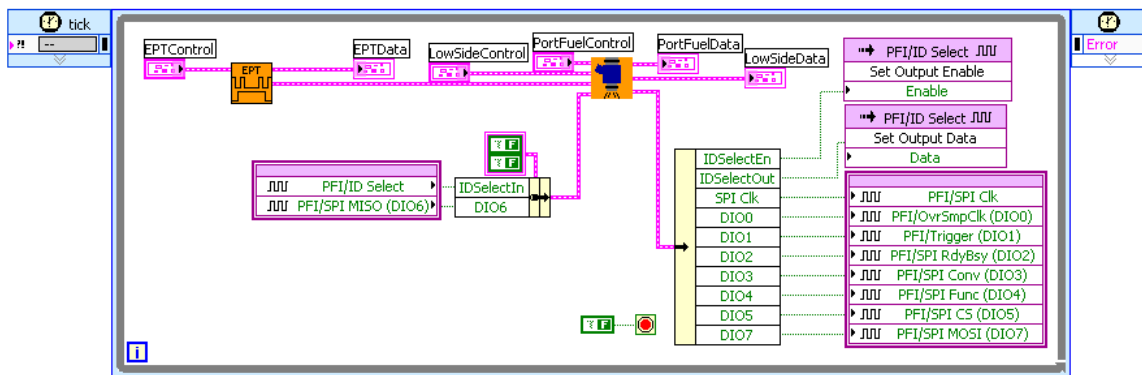 tick
?!
--
Error
EPTControl
EPTData
LowSideControl
PortFuelControl
PortFuelData
LowSideData
EPT
PFI/ID Select
Set Output Enable
Enable
PFI/ID Select
Set Output Data
Data
? F
? F
PFI/ID Select
PFI/SPI MISO (DIO6)
IDSelectIn
DIO6
IDSelectEn
IDSelectOut
SPI Clk
DIO0
DIO1
DIO2
DIO3
DIO4
DIO5
DIO7
PFI/SPI Clk
PFI/OvrSmpClk (DIO0)
PFI/Trigger (DIO1)
PFI/SPI RdyBsy (DIO2)
PFI/SPI Conv (DIO3)
PFI/SPI Func (DIO4)
PFI/SPI CS (DIO5)
PFI/SPI MOSI (DIO7)
? F
i